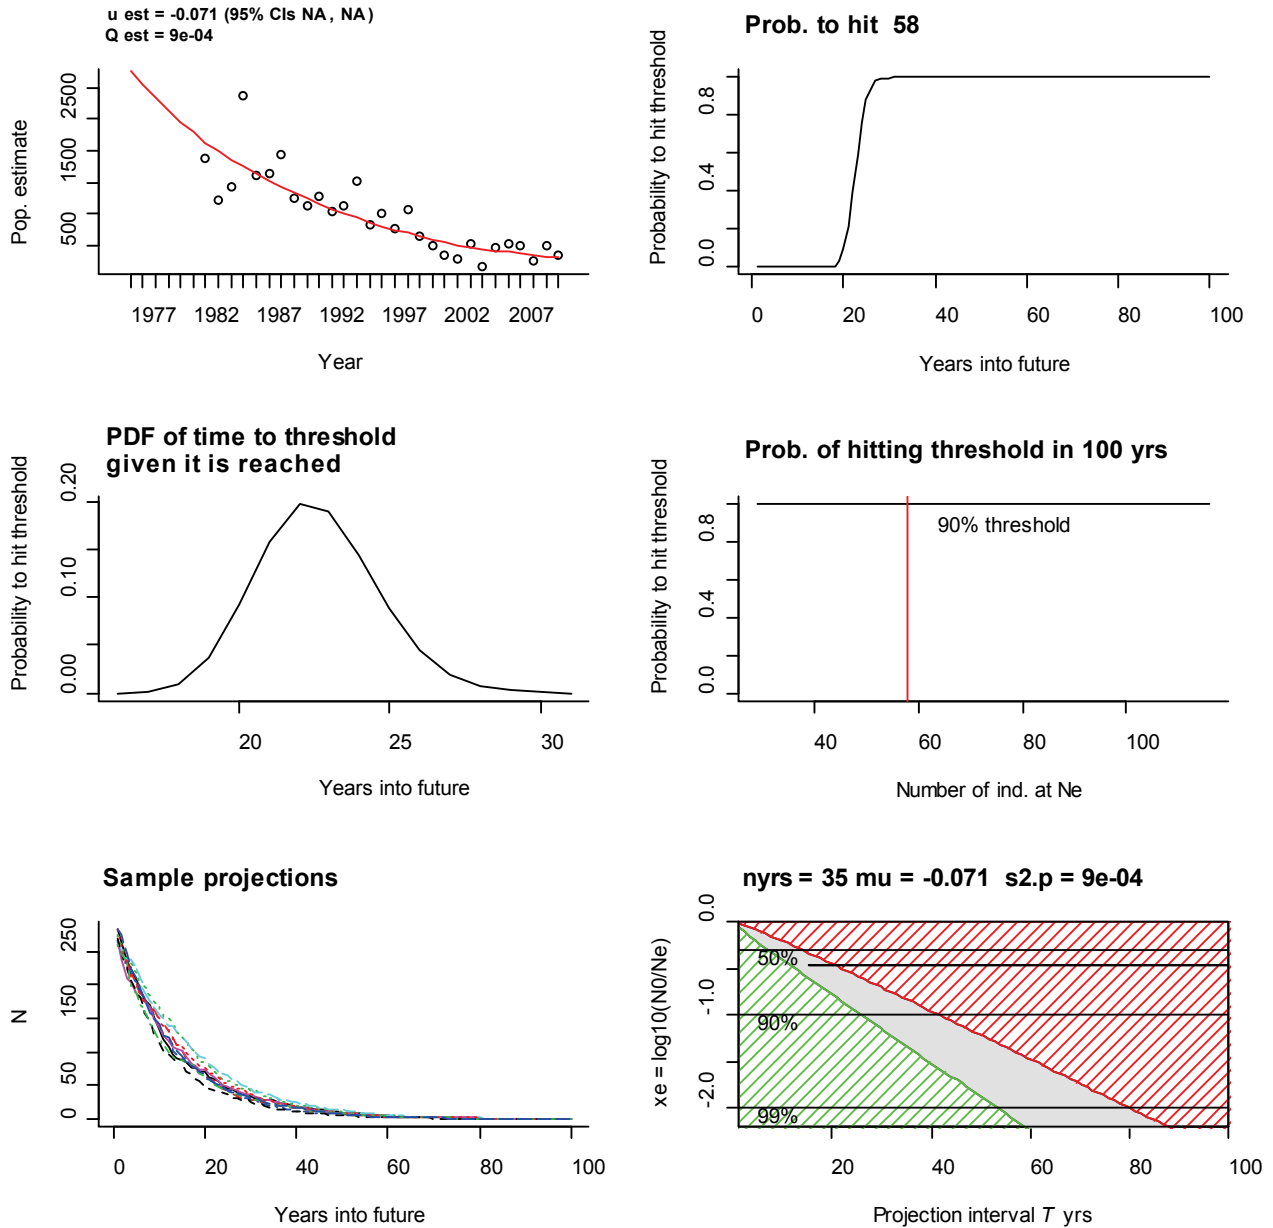 u est = -0.071 (95% CIs NA, NA)
Q est = 9e-04
Pop. estimate
500
1500
2500
1977 1982 1987 1992 1997 2002 2007
Year
Prob. to hit 58
Probability to hit threshold
0.0
0.4
0.8
0 20 40 60 80 100
Years into future
PDF of time to threshold
given it is reached
Probability to hit threshold
0.00
0.10
0.20
20 25 30
Years into future
Prob. of hitting threshold in 100 yrs
Probability to hit threshold
0.0
0.4
0.8
90% threshold
40 60 80 100
Number of ind. at Ne
Sample projections
N
0
50
150
250
0 20 40 60 80 100
Years into future
nyrs = 35 mu = -0.071 s2.p = 9e-04
xe = log10(N0/Ne)
-2.0
-1.0
0.0
50%
90%
99%
20 40 60 80 100
Projection interval T yrs